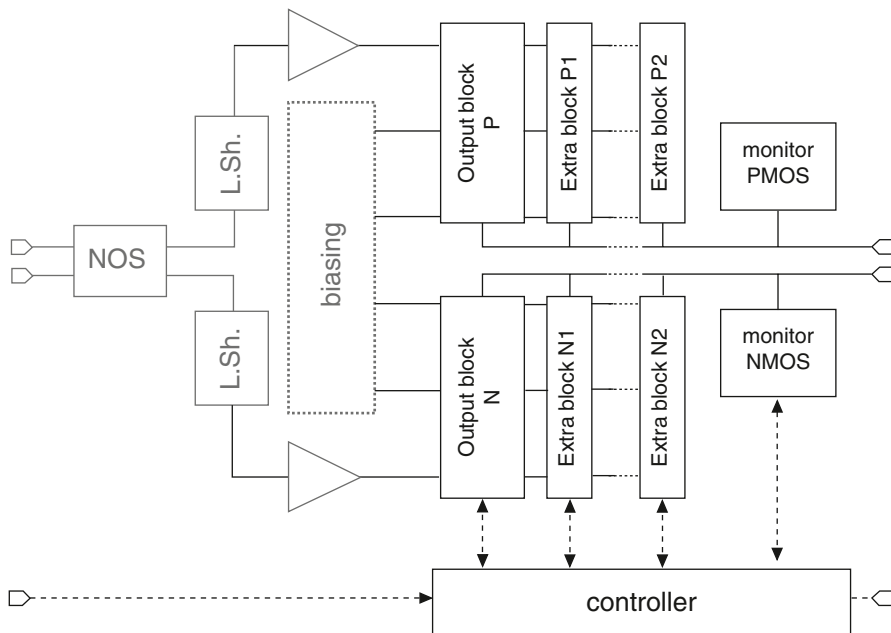 L.Sh.
NOS
L.Sh.
biasing
Output block
P
Extra block P1
Extra block P2
monitor
PMOS
Output block
N
Extra block N1
Extra block N2
monitor
NMOS
controller